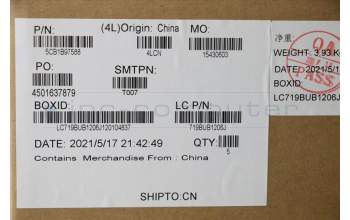 P/N: (4L)Origin: China MO:
5CB1B97588 4LCN 15430603
PO: SMTPN:
4501637879 T007
BOXID: LC P/N:
LC719BUB1206J120104837 719BUB1206J
DATE: 2021/5/17 21:42:49 QTY:
5
Contains Merchandise From : China
SHIPTO:CN
净重:
WEIGHT: 3.93 K
DATE: 2021/5/
BOXID:
LC719BUB1206J
QA
PASS